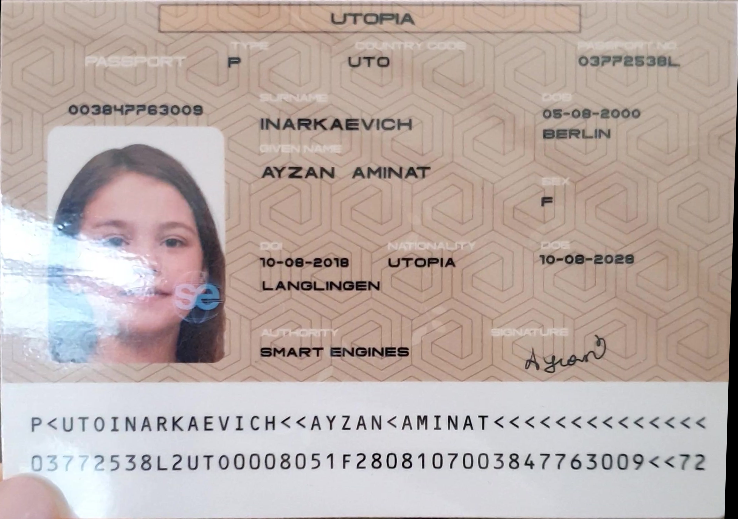 UTOPIA
PASSPORT TYPE COUNTRY CODE PASSPORT NO
P UTO 03772538L
003847763009
SURNAME DOB
INARKAEVICH 05-08-2000
BERLIN
GIVEN NAME
AYZAN AMINAT
SEX
F
DOI NATIONALITY DOE
10-08-2018 UTOPIA 10-08-2028
LANGLINGEN
AUTHORITY SIGNATURE
SMART ENGINES Ayzan
se
P<UTOINARKAEVICH<<AYZAN<AMINAT<<<<<<<<<<<<<<
03772538L2UTO0008051F2808107003847763009<<72